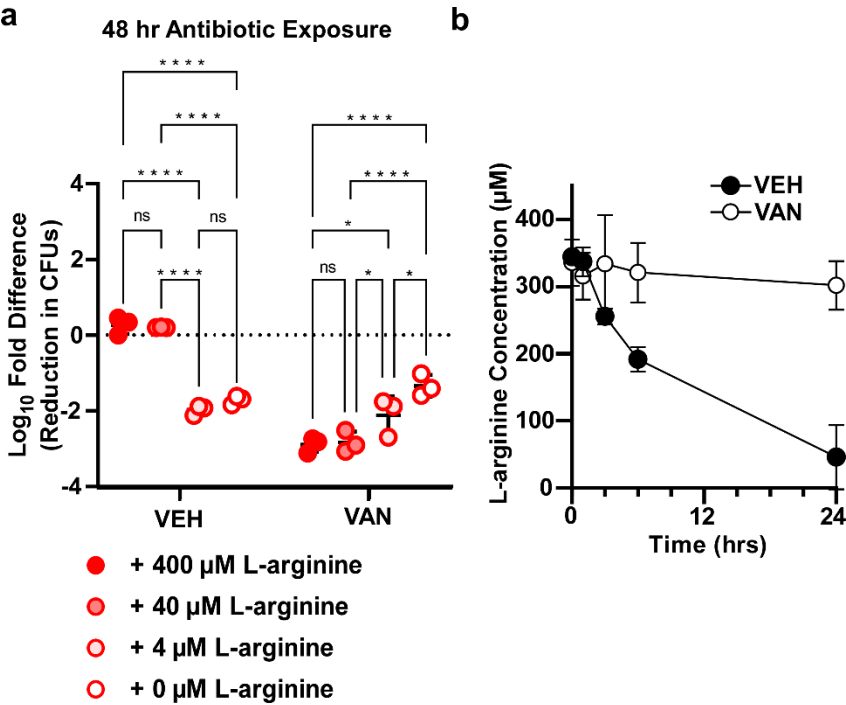 a
48 hr Antibiotic Exposure
* * * *
* * * *
* * * *
ns
ns
* * * *
* * * *
* * * *
*
ns
*
*
4
2
0
-2
-4
Log10 Fold Difference
(Reduction in CFUs)
VEH
VAN
+ 400 µM L-arginine
+ 40 µM L-arginine
+ 4 µM L-arginine
+ 0 µM L-arginine
b
VEH
VAN
L-arginine Concentration (µM)
400
300
200
100
0
0
12
24
Time (hrs)